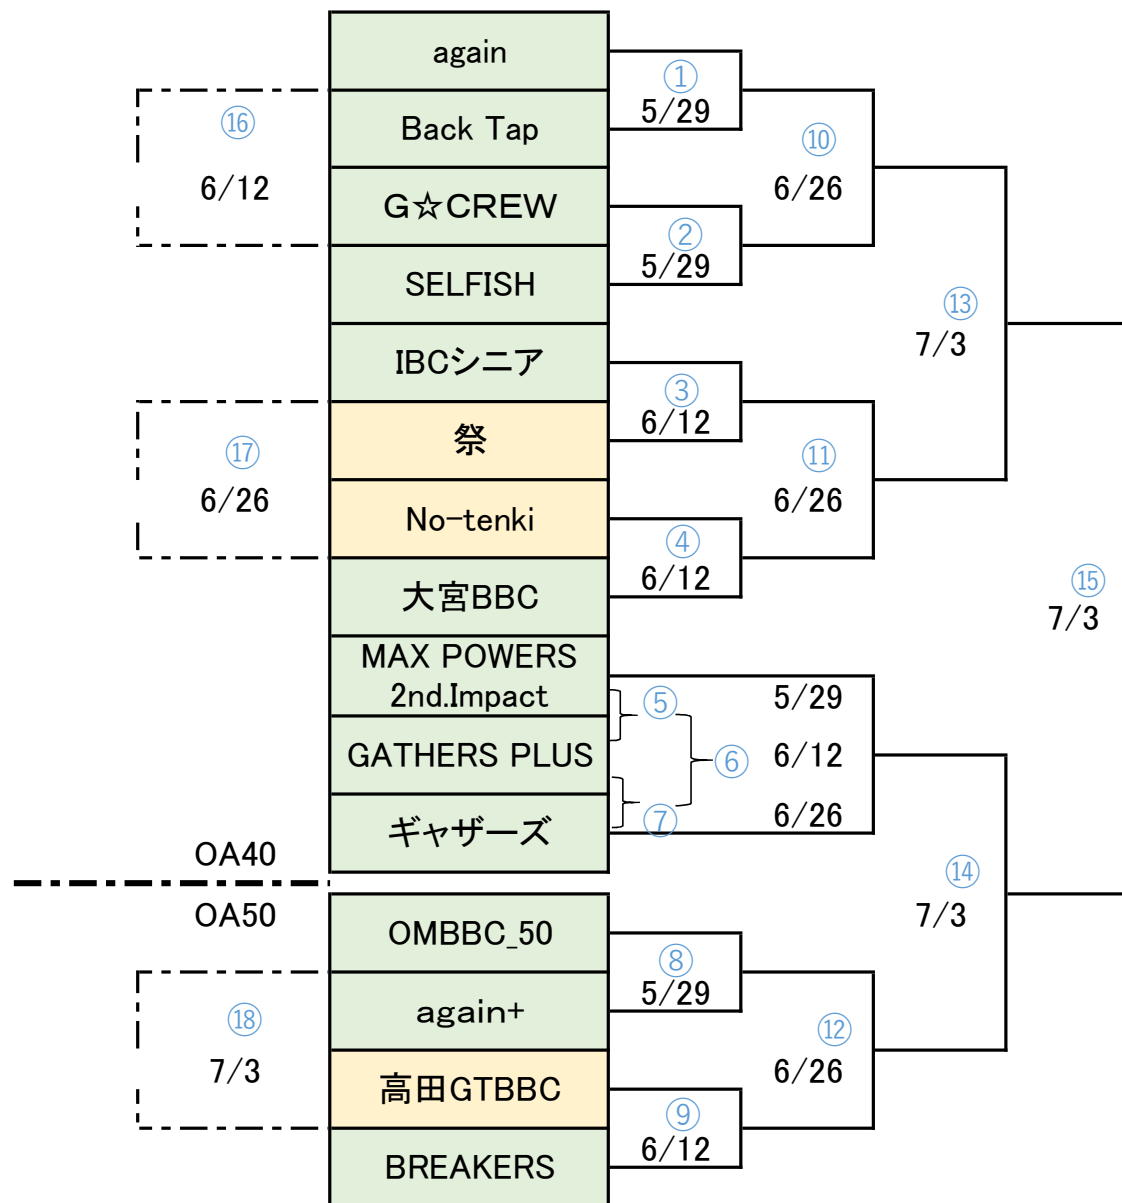 again
①
5/29
Back Tap
⑯
6/12
⑩
6/26
G☆CREW
②
5/29
SELFISH
⑬
7/3
IBCシニア
③
6/12
祭
⑰
6/26
⑪
6/26
No-tenki
④
6/12
大宮BBC
⑮
7/3
MAX POWERS
2nd.Impact
⑤
5/29
GATHERS PLUS
⑥
6/12
ギャザーズ
⑦
6/26
OA40
OA50
⑭
7/3
OMBBC_50
⑧
5/29
again+
⑱
7/3
⑫
6/26
高田GTBBC
⑨
6/12
BREAKERS